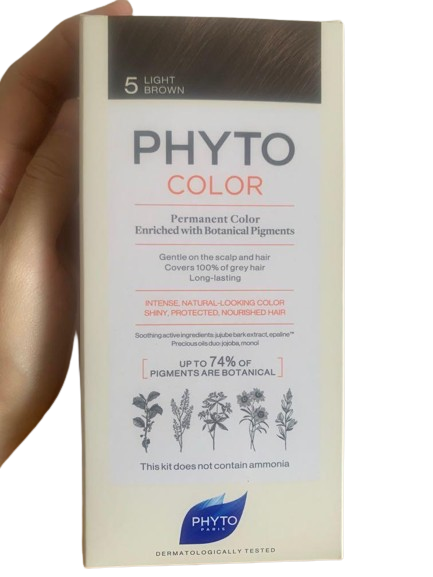 5 LIGHT
BROWN
PHYTO
COLOR
Permanent Color
Enriched with Botanical Pigments
Gentle on the scalp and hair
Covers 100% of grey hair
Long-lasting
INTENSE, NATURAL-LOOKING COLOR
SHINY, PROTECTED, NOURISHED HAIR
Soothing active ingredients: jujube bark extract, epaline™
Precious oils duo: jojoba, monoï
[ UP TO 74% OF
PIGMENTS ARE BOTANICAL ]
This kit does not contain ammonia
PHYTO
PARIS
DERMATOLOGICALLY TESTED